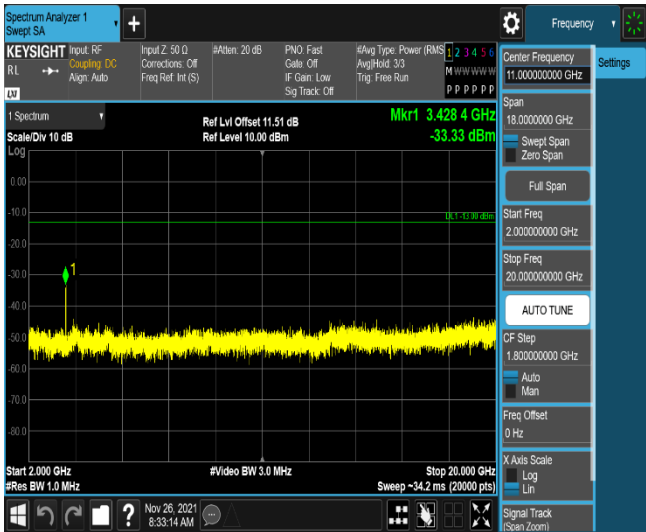 Spectrum Analyzer 1
Swept SA
+
Frequency
KEYSIGHT
RL
LXI
Input: RF
Coupling: DC
Align: Auto
Input Z: 50 Ω
Corrections: Off
Freq Ref: Int (S)
#Atten: 20 dB
PNO: Fast
Gate: Off
IF Gain: Low
Sig Track: Off
#Avg Type: Power (RMS
Avg|Hold: 3/3
Trig: Free Run
1 2 3 4 5 6
M W W W W W
P P P P P P
1 Spectrum
Scale/Div 10 dB
Log
Ref Lvl Offset 11.51 dB
Ref Level 10.00 dBm
Mkr1 3.428 4 GHz
-33.33 dBm
0.00
-10.0
DL1 -13.00 dBm
-20.0
1
-30.0
-40.0
-50.0
-60.0
-70.0
-80.0
Start 2.000 GHz
#Res BW 1.0 MHz
#Video BW 3.0 MHz
Stop 20.000 GHz
Sweep ~34.2 ms (20000 pts)
Center Frequency
11.00000000 GHz
Settings
Span
18.0000000 GHz
Swept Span
Zero Span
Full Span
Start Freq
2.000000000 GHz
Stop Freq
20.000000000 GHz
AUTO TUNE
CF Step
1.800000000 GHz
Auto
Man
Freq Offset
0 Hz
X Axis Scale
Log
Lin
Signal Track
(Span Zoom)
?
Nov 26, 2021
8:33:14 AM